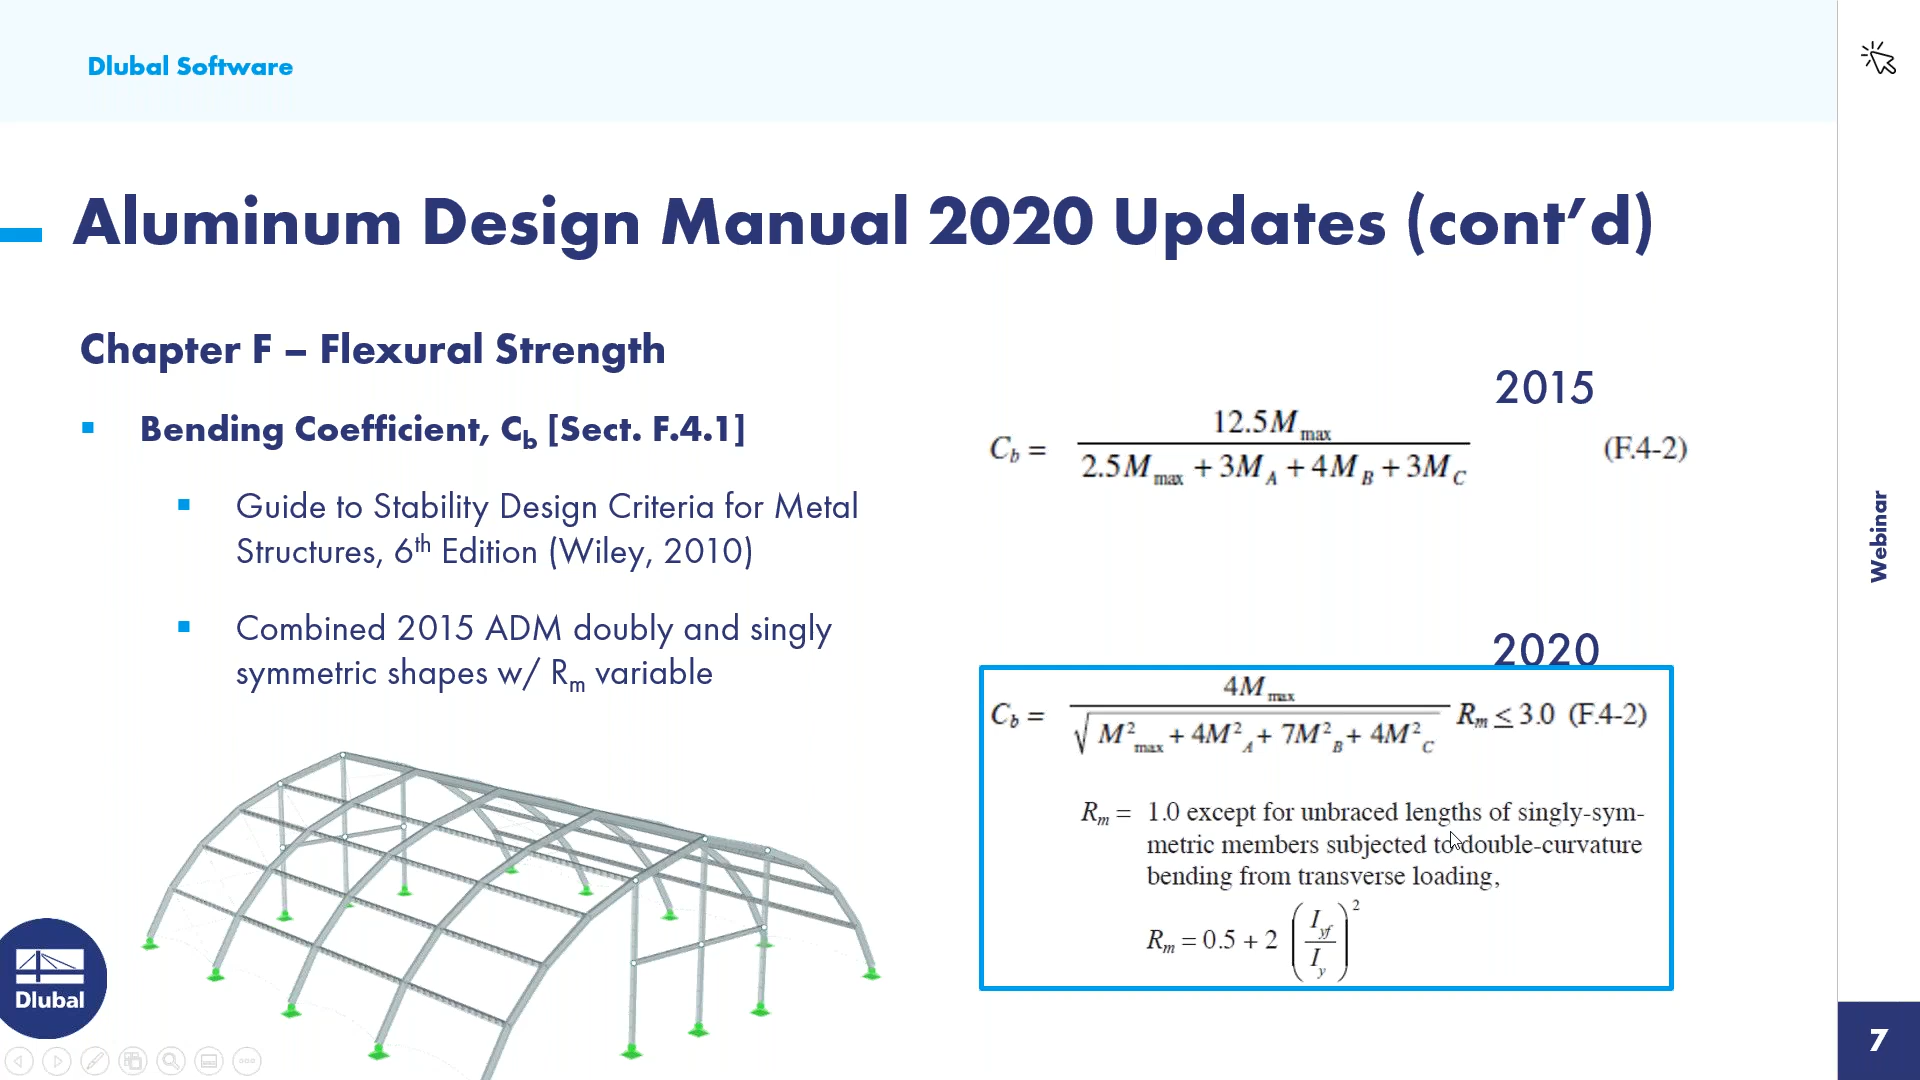 Dlubal Software
Aluminum Design Manual 2020 Updates (cont’d)
Chapter F – Flexural Strength
Bending Coefficient, C_b [Sect. F.4.1]
Guide to Stability Design Criteria for Metal
Structures, 6th Edition (Wiley, 2010)
Combined 2015 ADM doubly and singly
symmetric shapes w/ R_m variable
2015
C_b = 12.5M_max / (2.5M_max + 3M_A + 4M_B + 3M_C) (F.4-2)
2020
C_b = 4M_max / √(M²_max + 4M²_A + 7M²_B + 4M²_C) R_m ≤ 3.0 (F.4-2)
R_m = 1.0 except for unbraced lengths of singly-sym-
metric members subjected to double-curvature
bending from transverse loading,
R_m = 0.5 + 2 (I_yf / I_y)²
Webinar
Dlubal
7